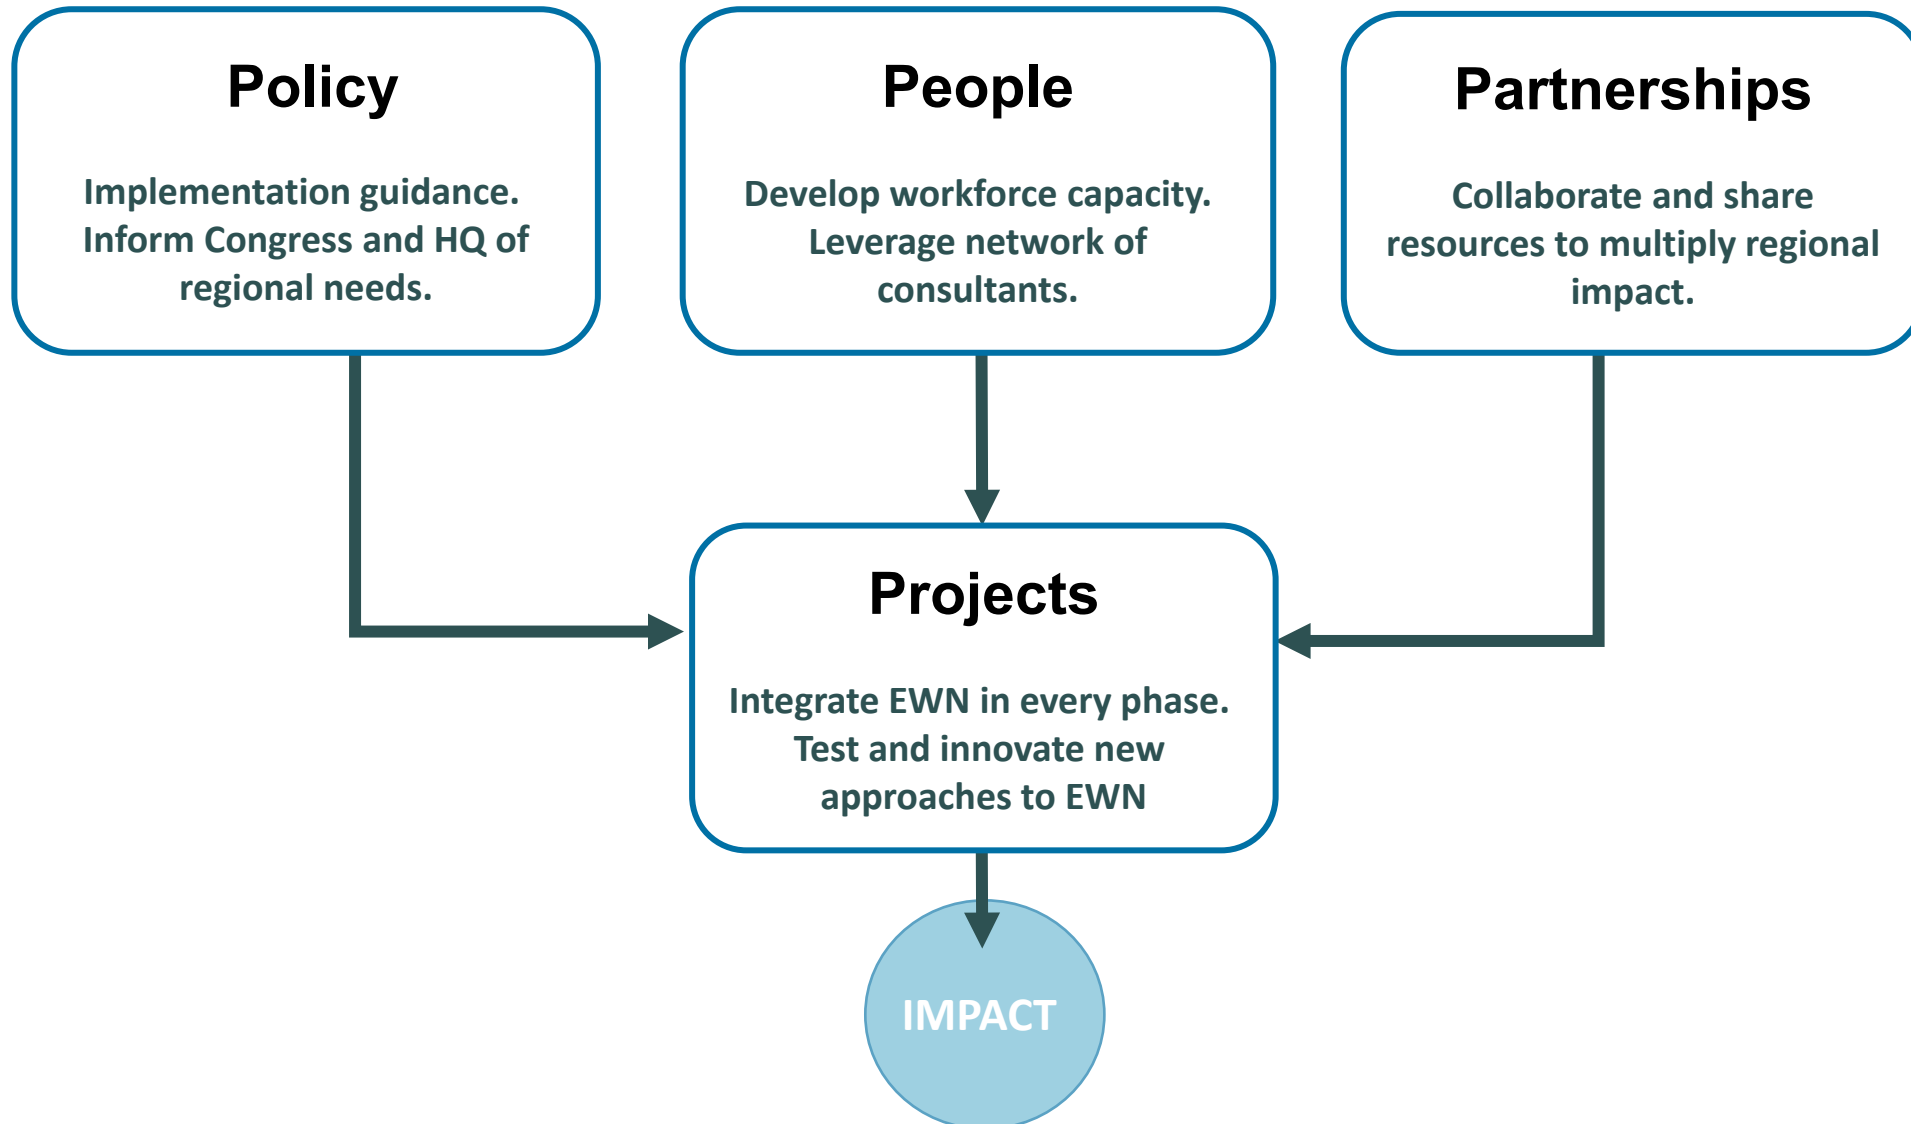 Policy
Implementation guidance.
Inform Congress and HQ of
regional needs.
People
Develop workforce capacity.
Leverage network of
consultants.
Partnerships
Collaborate and share
resources to multiply regional
impact.
Projects
Integrate EWN in every phase.
Test and innovate new
approaches to EWN
IMPACT